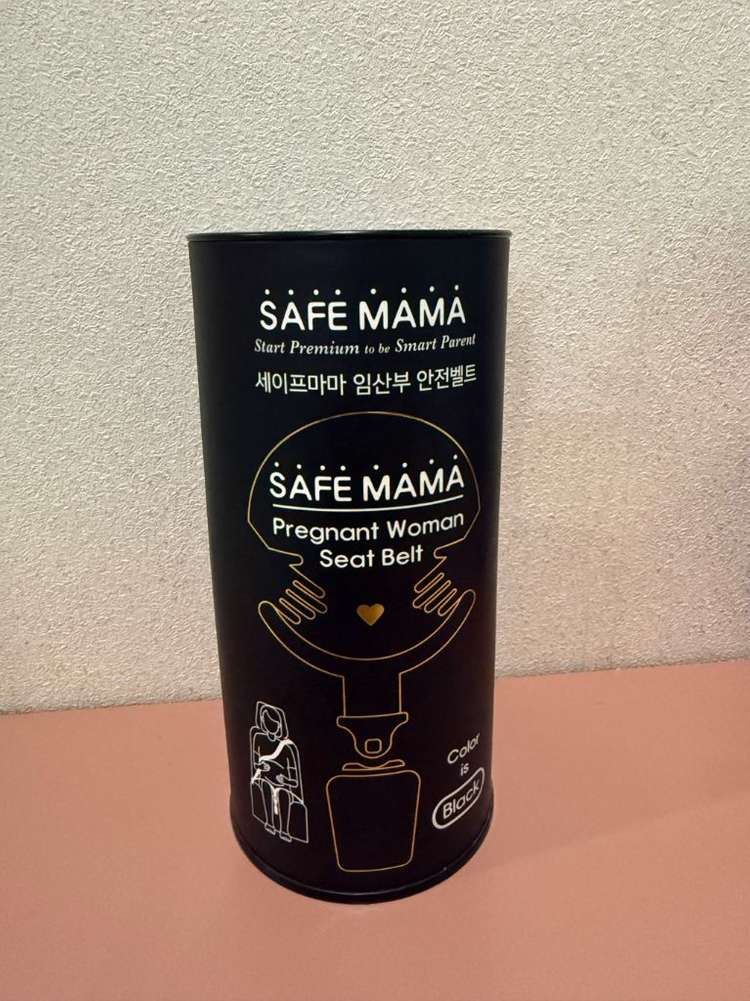 SAFE MAMA
Start Premium to be Smart Parent
세이프마마 임산부 안전벨트
SAFE MAMA
Pregnant Woman
Seat Belt
Color
is
Black